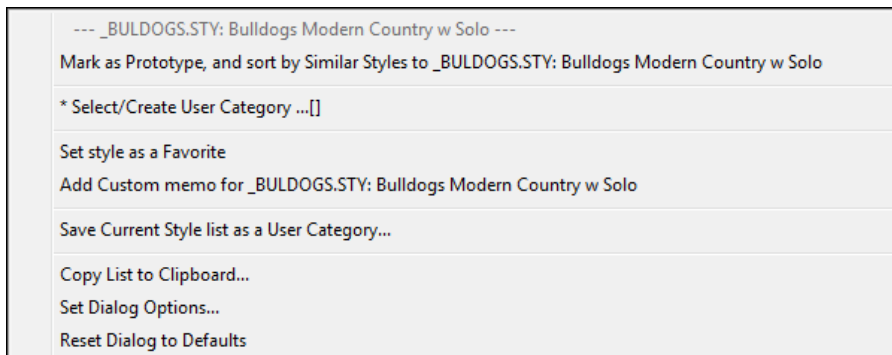 --- _BULDOGS.STY: Bulldogs Modern Country w Solo ---
Mark as Prototype, and sort by Similar Styles to _BULDOGS.STY: Bulldogs Modern Country w Solo
* Select/Create User Category ...[]
Set style as a Favorite
Add Custom memo for _BULDOGS.STY: Bulldogs Modern Country w Solo
Save Current Style list as a User Category...
Copy List to Clipboard...
Set Dialog Options...
Reset Dialog to Defaults